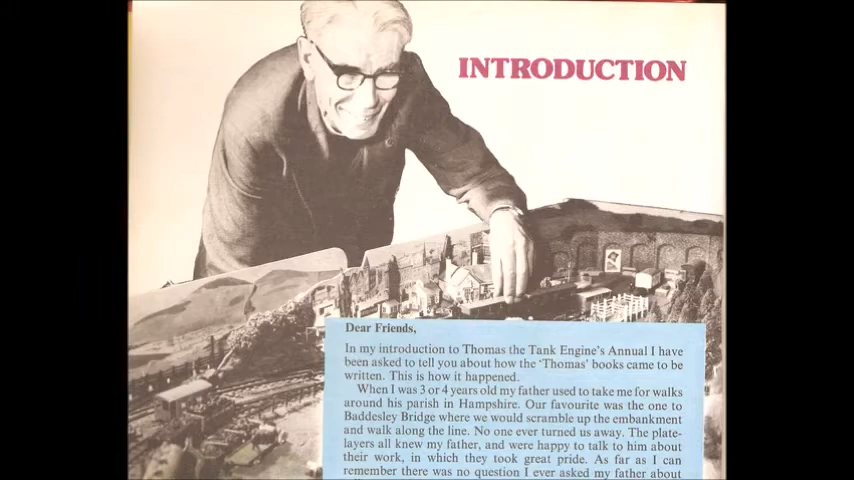 INTRODUCTION
Dear Friends,
In my introduction to Thomas the Tank Engine's Annual I have
been asked to tell you about how the 'Thomas' books came to be
written. This is how it happened.
When I was 3 or 4 years old my father used to take me for walks
around his parish in Hampshire. Our favourite was the one to
Baddesley Bridge where we would scramble up the embankment
and walk along the line. No one ever turned us away. The plate-
layers all knew my father, and were happy to talk to him about
their work, in which they took great pride. As far as I can
remember there was no question I ever asked my father about